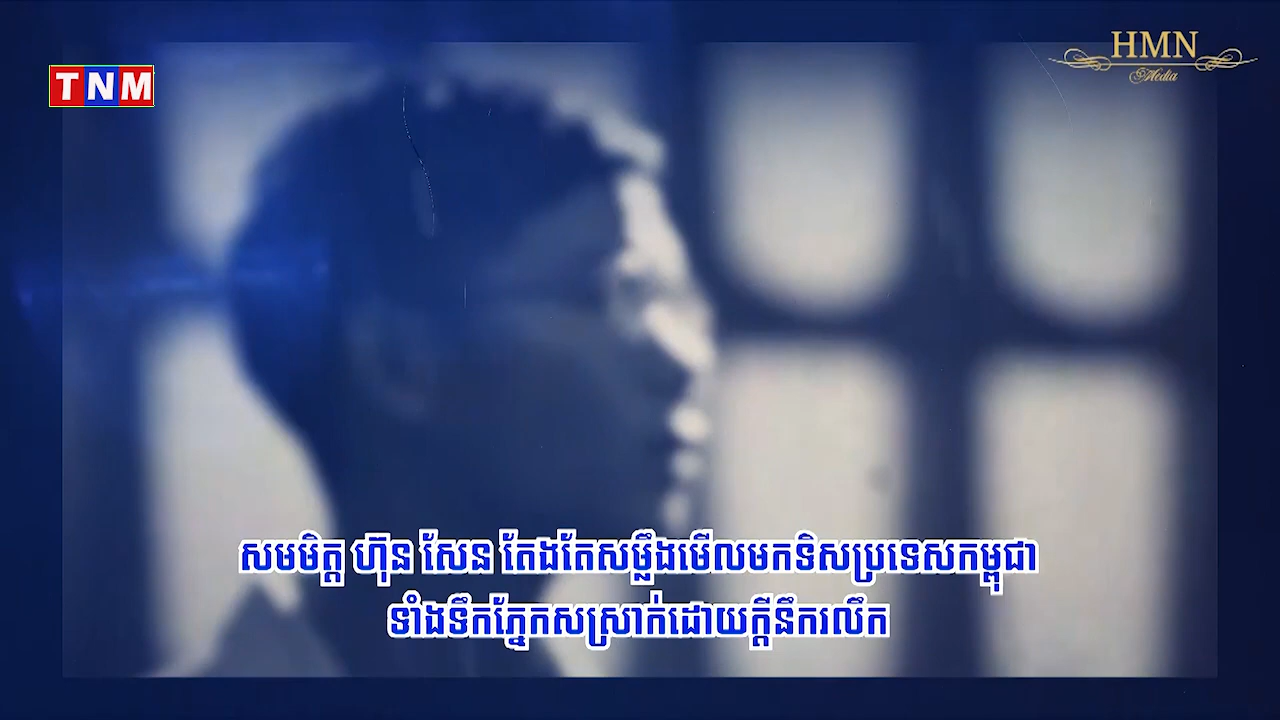 TNM
HMN
Media
សមមិត្ត ហ៊ុន សែន តែងតែសម្លឹងមើលមកទិសប្រទេសកម្ពុជា
ទាំងទឹកភ្នែកសស្រាក់ដោយក្តីនឹករលឹក